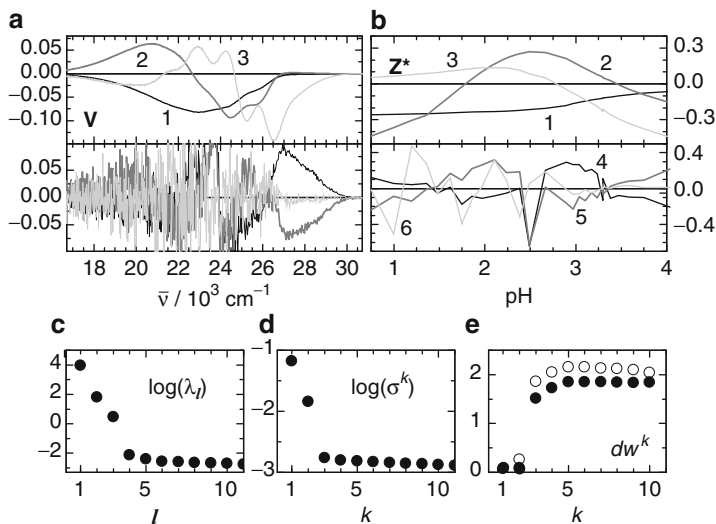 a
b
0.05
0.00
−0.05
−0.10
2
3
V
1
0.3
0.0
−0.3
3
Z*
2
1
0.05
0.00
−0.05
0.4
0.0
−0.4
6
4
5
18 20 22 24 26 28 30
1 2 3 4
ν̄ / 10³ cm⁻¹
pH
c
d
e
4
2
0
−2
log(λₗ)
1 5 10
l
−1
−2
−3
log(σᵏ)
1 5 10
k
2
1
0
dwᵏ
1 5 10
k